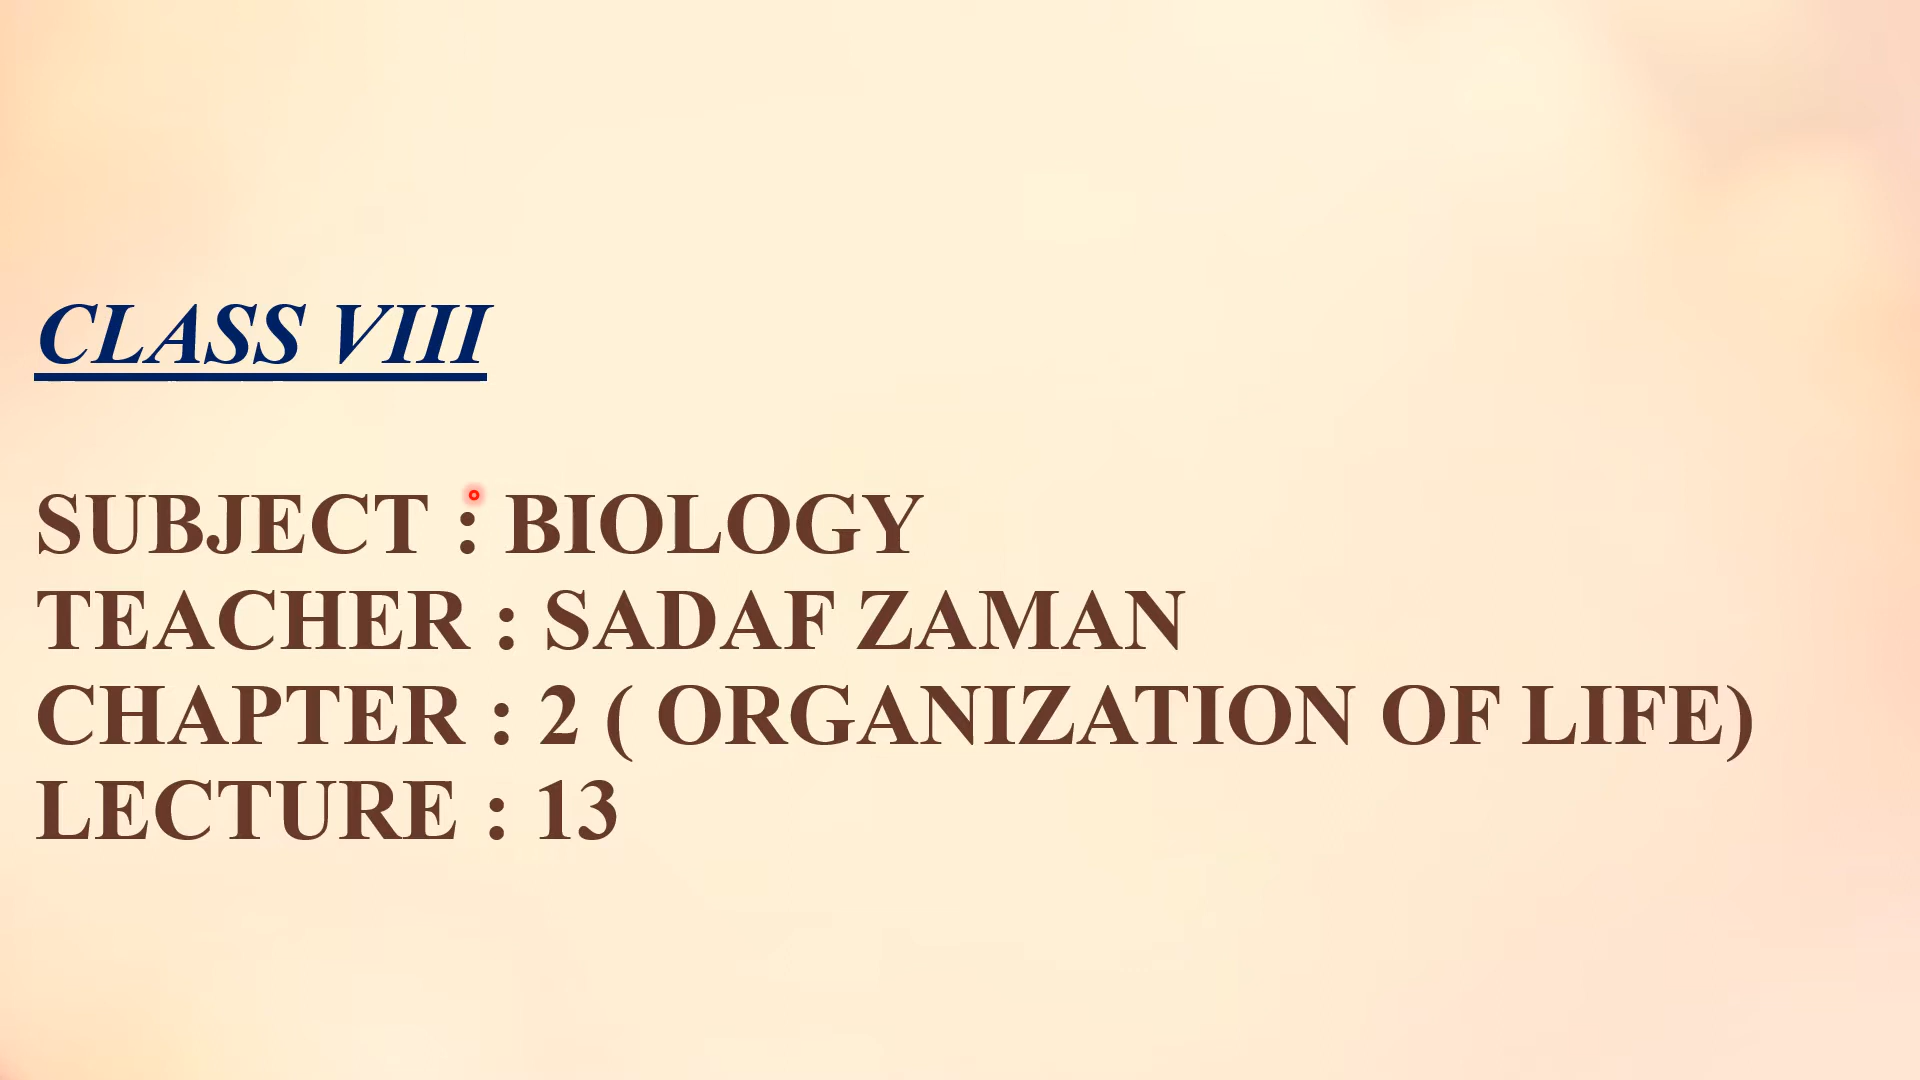 CLASS VIII
SUBJECT : BIOLOGY
TEACHER : SADAF ZAMAN
CHAPTER : 2 ( ORGANIZATION OF LIFE)
LECTURE : 13